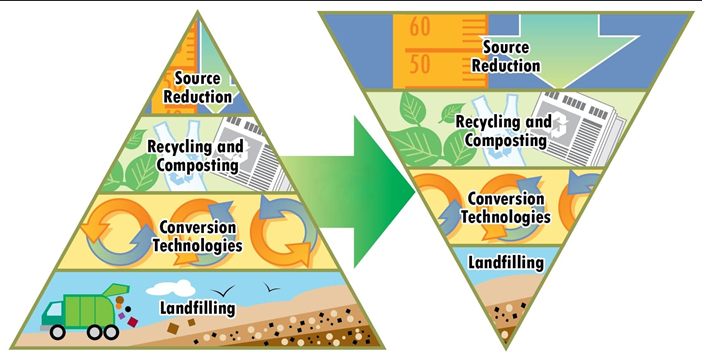 Source
Reduction
Recycling and
Composting
Conversion
Technologies
Landfilling
60
50
Source
Reduction
Recycling and
Composting
Conversion
Technologies
Landfilling